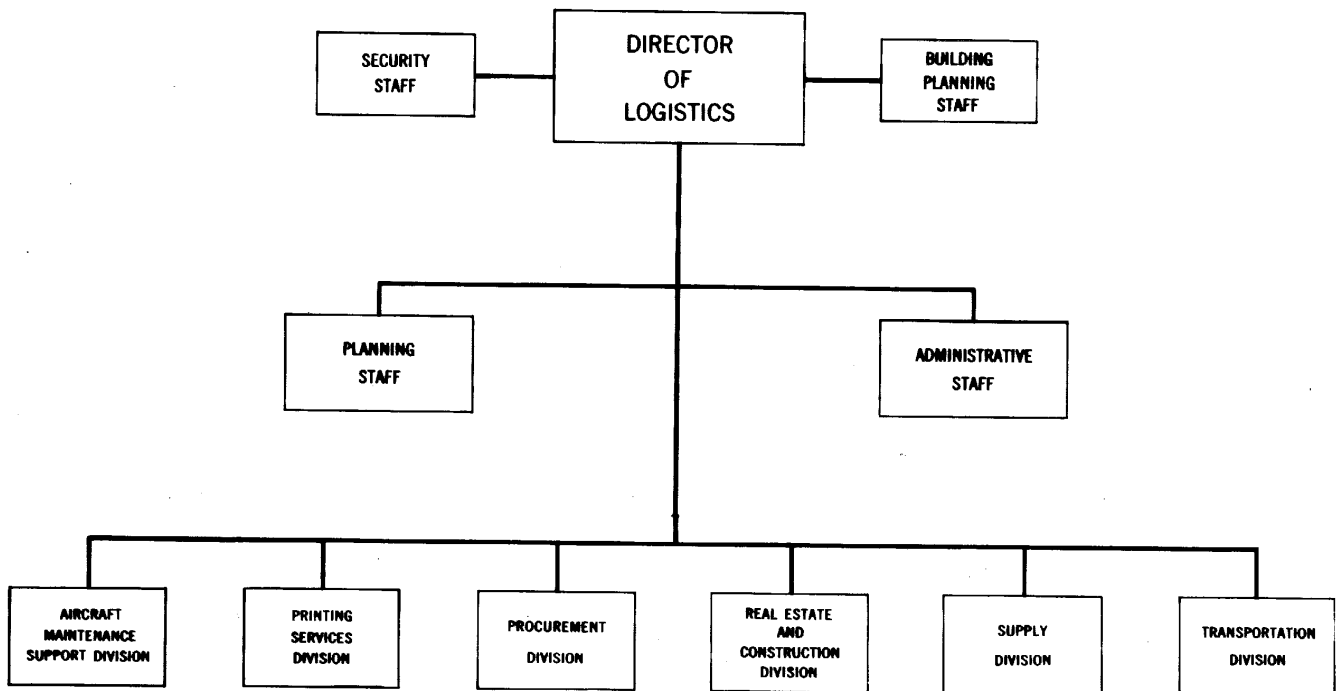 SECURITY
STAFF
DIRECTOR
OF
LOGISTICS
BUILDING
PLANNING
STAFF
PLANNING
STAFF
ADMINISTRATIVE
STAFF
AIRCRAFT
MAINTENANCE
SUPPORT DIVISION
PRINTING
SERVICES
DIVISION
PROCUREMENT
DIVISION
REAL ESTATE
AND
CONSTRUCTION
DIVISION
SUPPLY
DIVISION
TRANSPORTATION
DIVISION